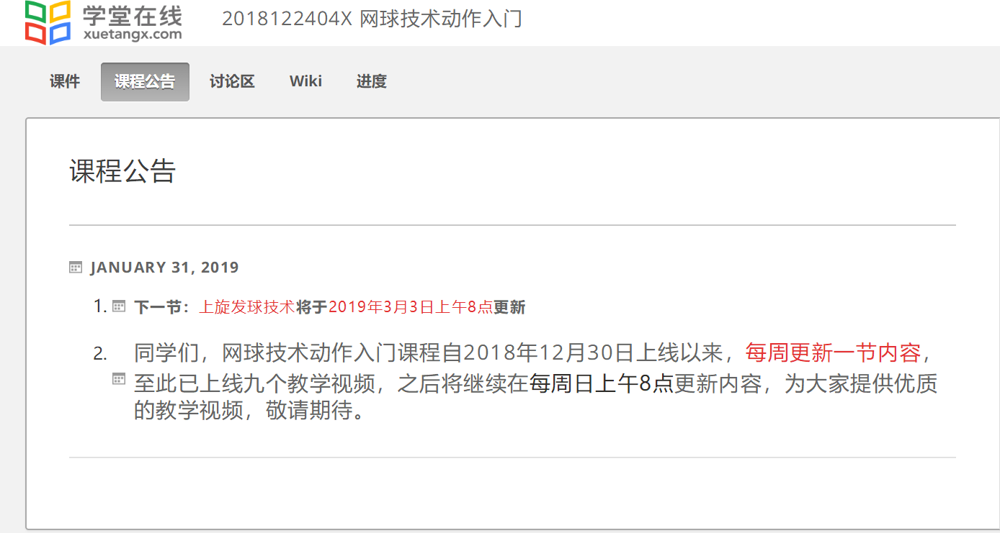 学堂在线
xuetangx.com
2018122404X 网球技术动作入门
课件 课程公告 讨论区 Wiki 进度
课程公告
JANUARY 31, 2019
1. 下一节：上旋发球技术将于2019年3月3日上午8点更新
2. 同学们，网球技术动作入门课程自2018年12月30日上线以来，每周更新一节内容，
至此已上线九个教学视频，之后将继续在每周日上午8点更新内容，为大家提供优质
的教学视频，敬请期待。